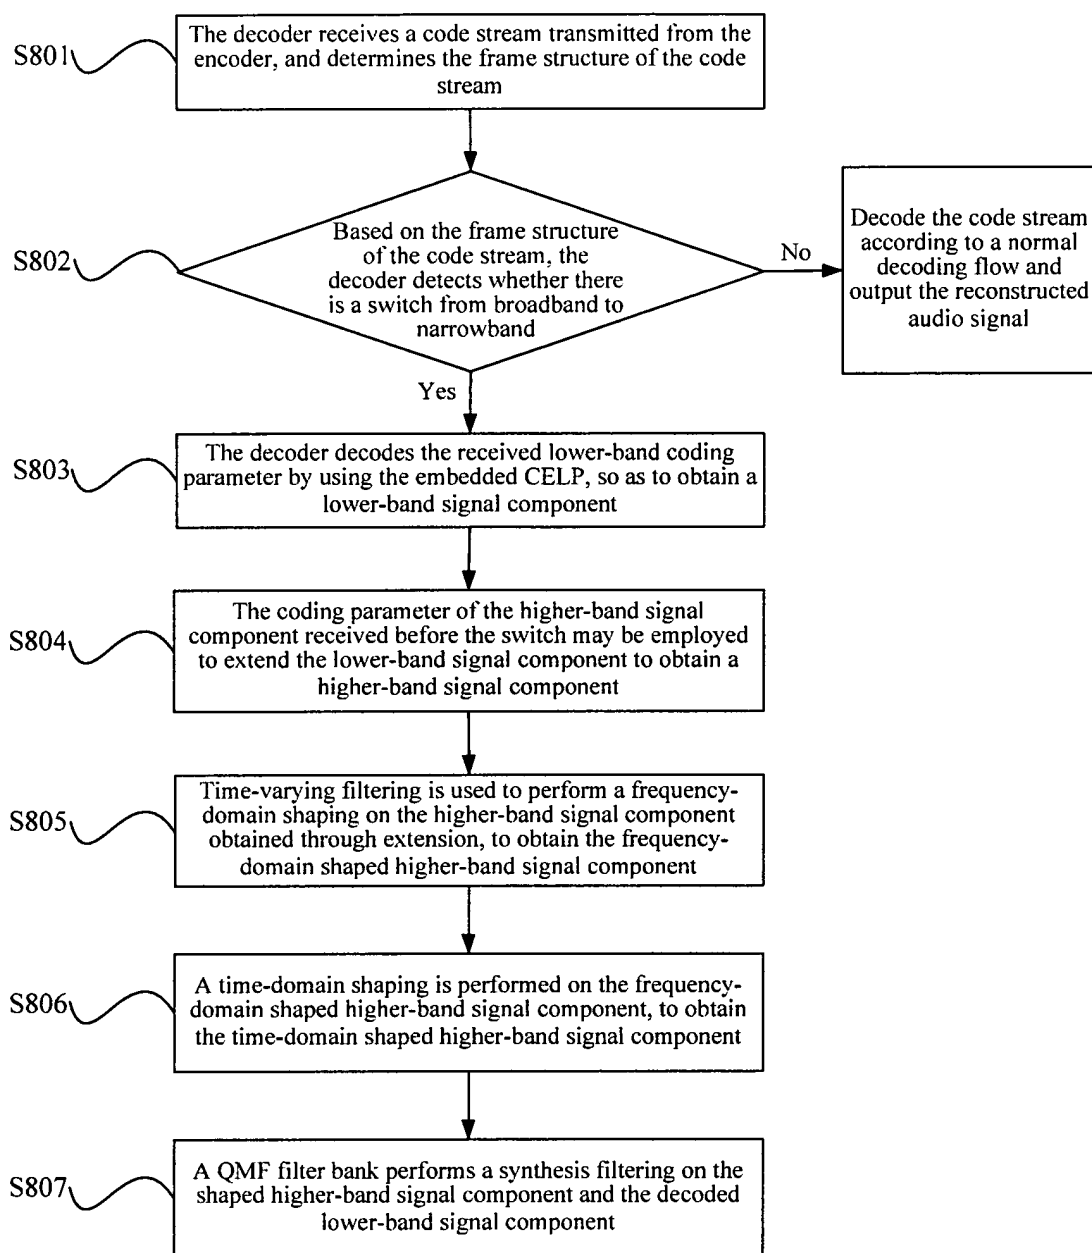 S801
The decoder receives a code stream transmitted from the
encoder, and determines the frame structure of the code
stream
S802
Based on the frame structure
of the code stream, the
decoder detects whether there
is a switch from broadband to
narrowband
No
Decode the code stream
according to a normal
decoding flow and
output the reconstructed
audio signal
Yes
S803
The decoder decodes the received lower-band coding
parameter by using the embedded CELP, so as to obtain a
lower-band signal component
S804
The coding parameter of the higher-band signal
component received before the switch may be employed
to extend the lower-band signal component to obtain a
higher-band signal component
S805
Time-varying filtering is used to perform a frequency-
domain shaping on the higher-band signal component
obtained through extension, to obtain the frequency-
domain shaped higher-band signal component
S806
A time-domain shaping is performed on the frequency-
domain shaped higher-band signal component, to obtain
the time-domain shaped higher-band signal component
S807
A QMF filter bank performs a synthesis filtering on the
shaped higher-band signal component and the decoded
lower-band signal component